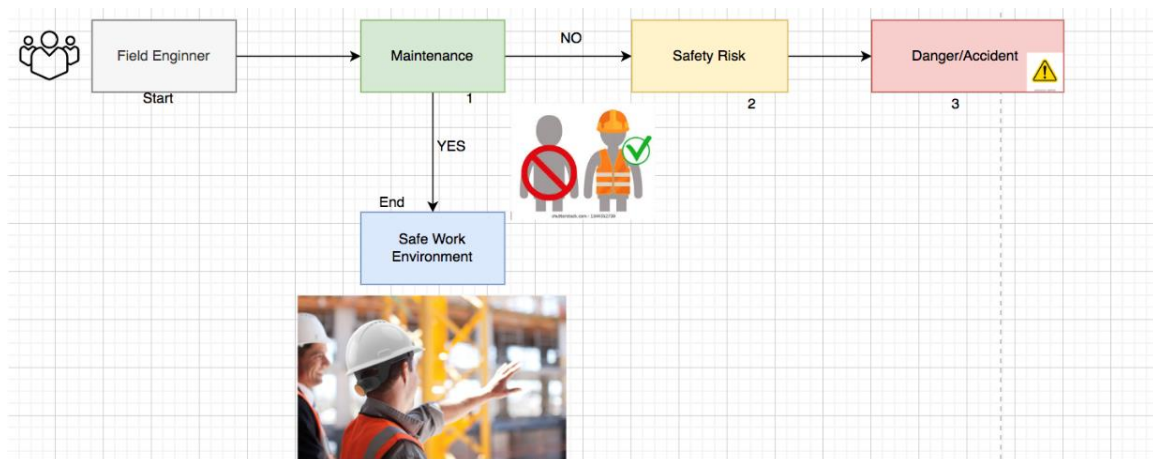 Field Enginner
Maintenance
NO
Safety Risk
Danger/Accident
Start
1
2
3
YES
End
Safe Work
Environment